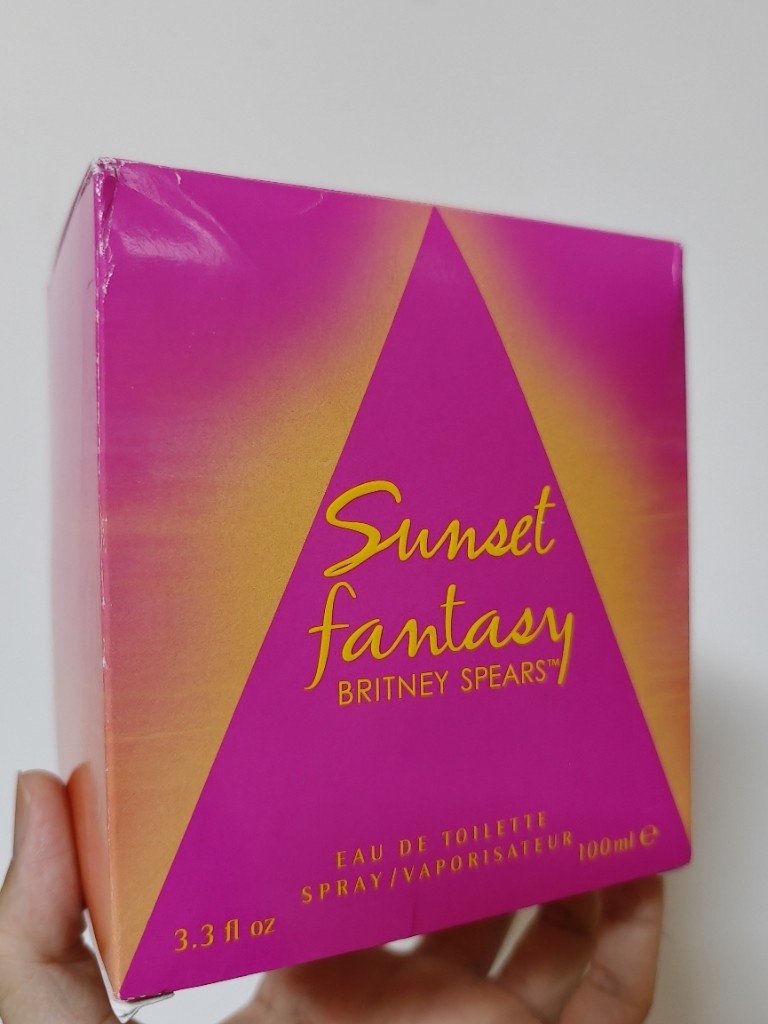 Sunset
fantasy
BRITNEY SPEARS™
EAU DE TOILETTE
SPRAY/VAPORISATEUR
3.3 fl oz
100ml ℮